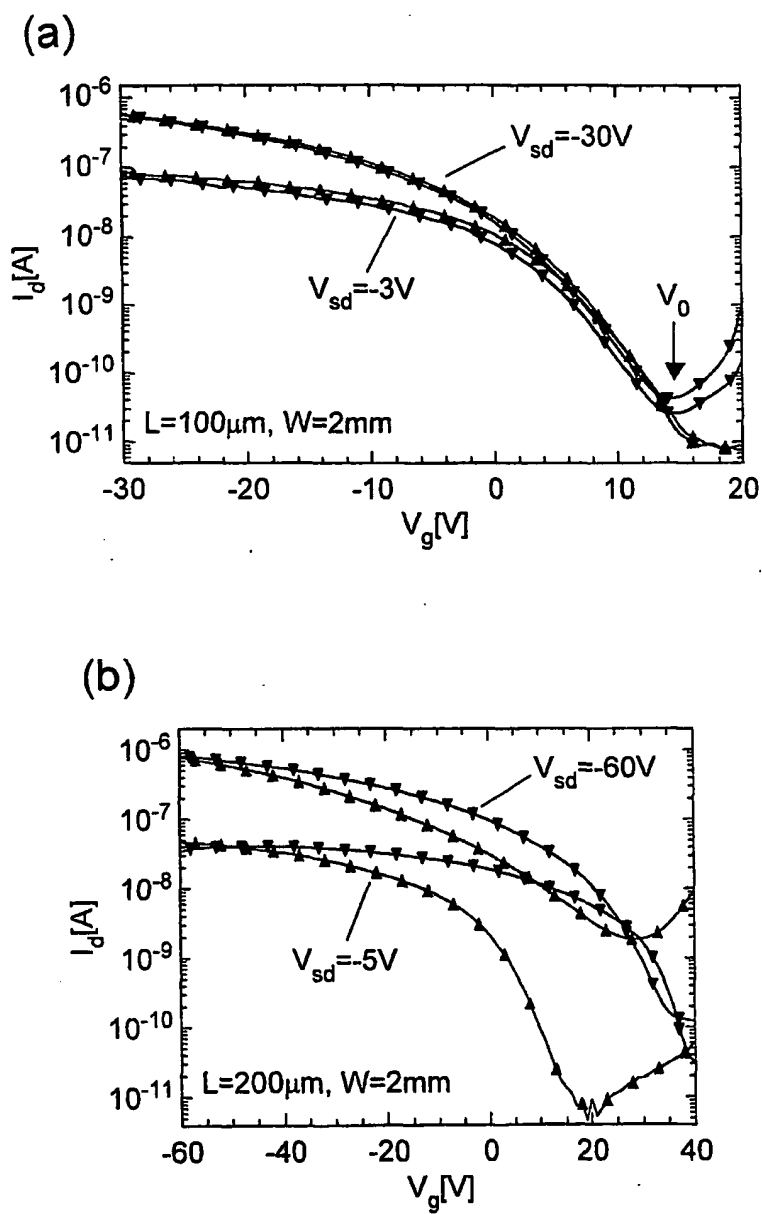 (a)
10⁻⁶
10⁻⁷
10⁻⁸
10⁻⁹
10⁻¹⁰
10⁻¹¹
I_d[A]
V_sd=-30V
V_sd=-3V
V_0
L=100μm, W=2mm
-30 -20 -10 0 10 20
V_g[V]
(b)
10⁻⁶
10⁻⁷
10⁻⁸
10⁻⁹
10⁻¹⁰
10⁻¹¹
I_d[A]
V_sd=-60V
V_sd=-5V
L=200μm, W=2mm
-60 -40 -20 0 20 40
V_g[V]